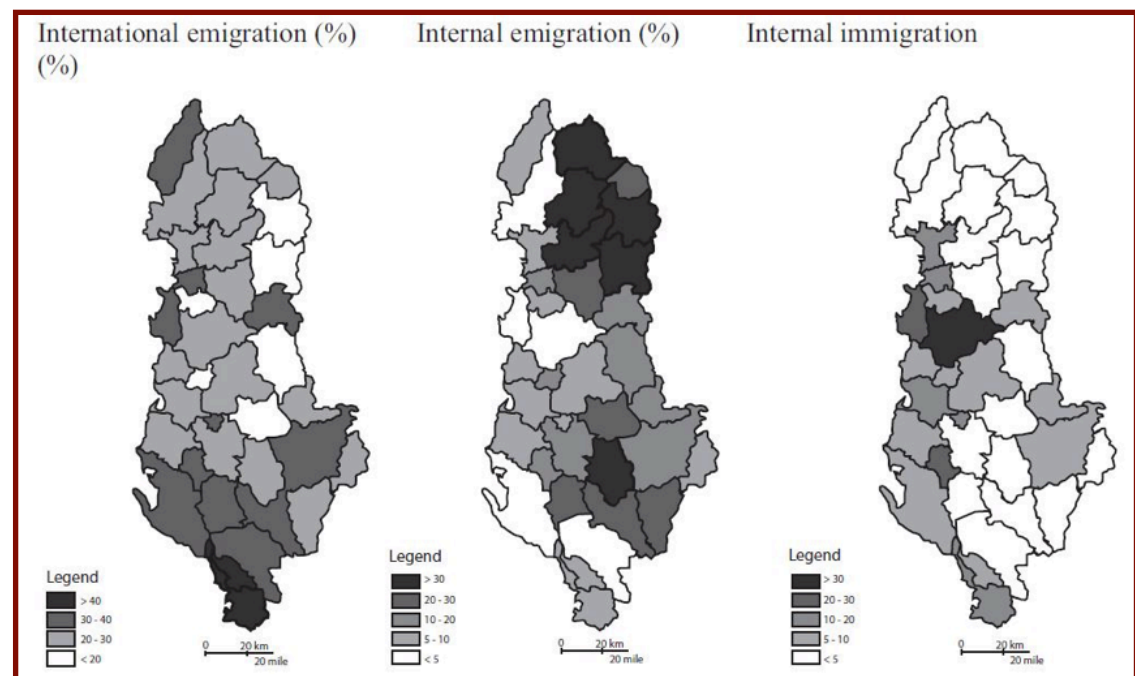 International emigration (%)
(%)
Internal emigration (%)
Internal immigration
Legend
> 40
30 - 40
20 - 30
< 20
0 20 km
20 mile
Legend
> 30
20 - 30
10 - 20
5 - 10
< 5
0 20 km
20 mile
Legend
> 30
20 - 30
10 - 20
5 - 10
< 5
0 20 km
20 mile